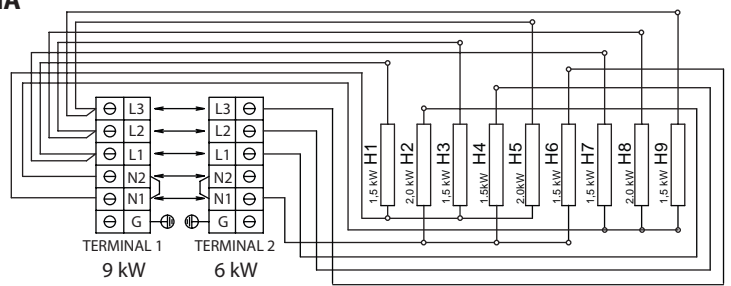 L3 L3
L2 L2
L1 L1
N2 N2
N1 N1
G G
TERMINAL 1 TERMINAL 2
9 kW 6 kW
H1 1,5 kW
H2 2,0 kW
H3 1,5 kW
H4 1,5kW
H5 2,0kW
H6 1,5 kW
H7 1,5 kW
H8 2,0 kW
H9 1,5 kW